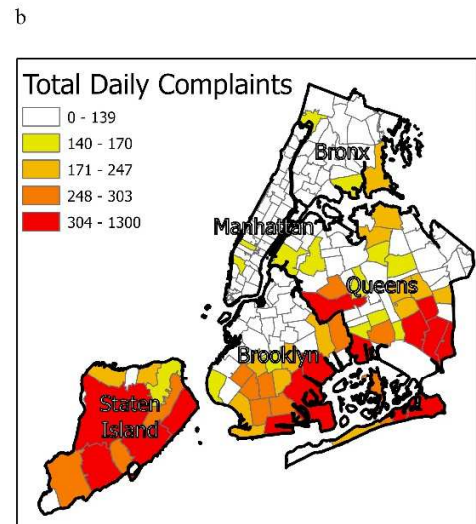 b
Total Daily Complaints
0 - 139
140 - 170
171 - 247
248 - 303
304 - 1300
Bronx
Manhattan
Queens
Brooklyn
Staten
Island